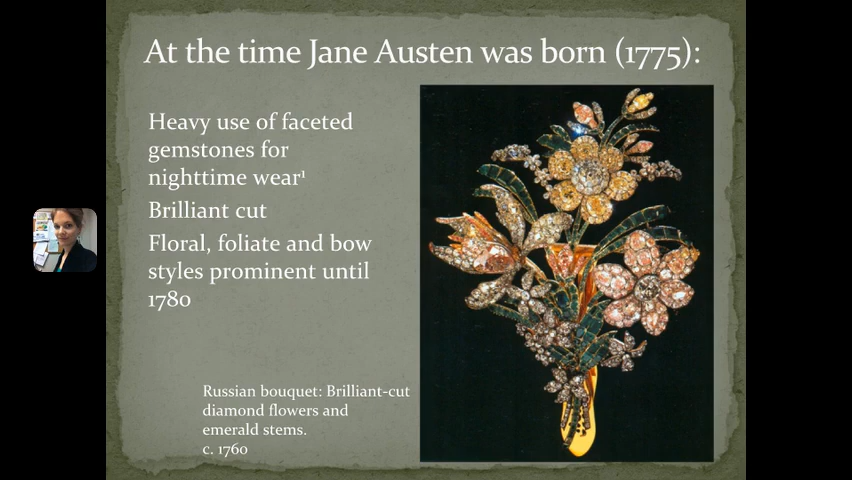 At the time Jane Austen was born (1775):
Heavy use of faceted
gemstones for
nighttime wear¹
Brilliant cut
Floral, foliate and bow
styles prominent until
1780
Russian bouquet: Brilliant-cut
diamond flowers and
emerald stems.
c. 1760